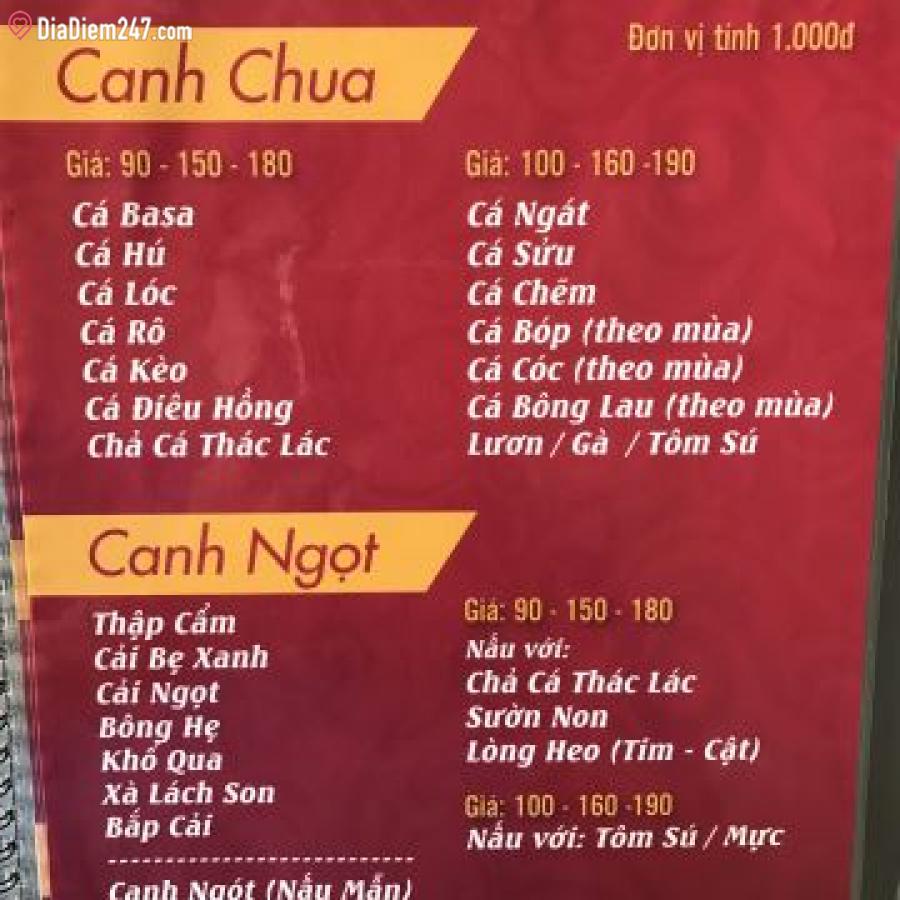 DiaDiem247.com
Đơn vị tính 1.000đ
Canh Chua
Giá: 90 - 150 - 180
Cá Basa
Cá Hú
Cá Lóc
Cá Rô
Cá Kèo
Cá Diêu Hồng
Chả Cá Thác Lác
Giá: 100 - 160 -190
Cá Ngát
Cá Sửu
Cá Chẽm
Cá Bóp (theo mùa)
Cá Cóc (theo mùa)
Cá Bông Lau (theo mùa)
Lươn / Gà / Tôm Sú
Canh Ngọt
Thập Cẩm
Cải Bẹ Xanh
Cải Ngọt
Bông Hẹ
Khổ Qua
Xà Lách Son
Bắp Cải
Canh Ngót (Nấu Mẳn)
Giá: 90 - 150 - 180
Nấu với:
Chả Cá Thác Lác
Sườn Non
Lòng Heo (Tim - Cật)
Giá: 100 - 160 -190
Nấu với: Tôm Sú / Mực